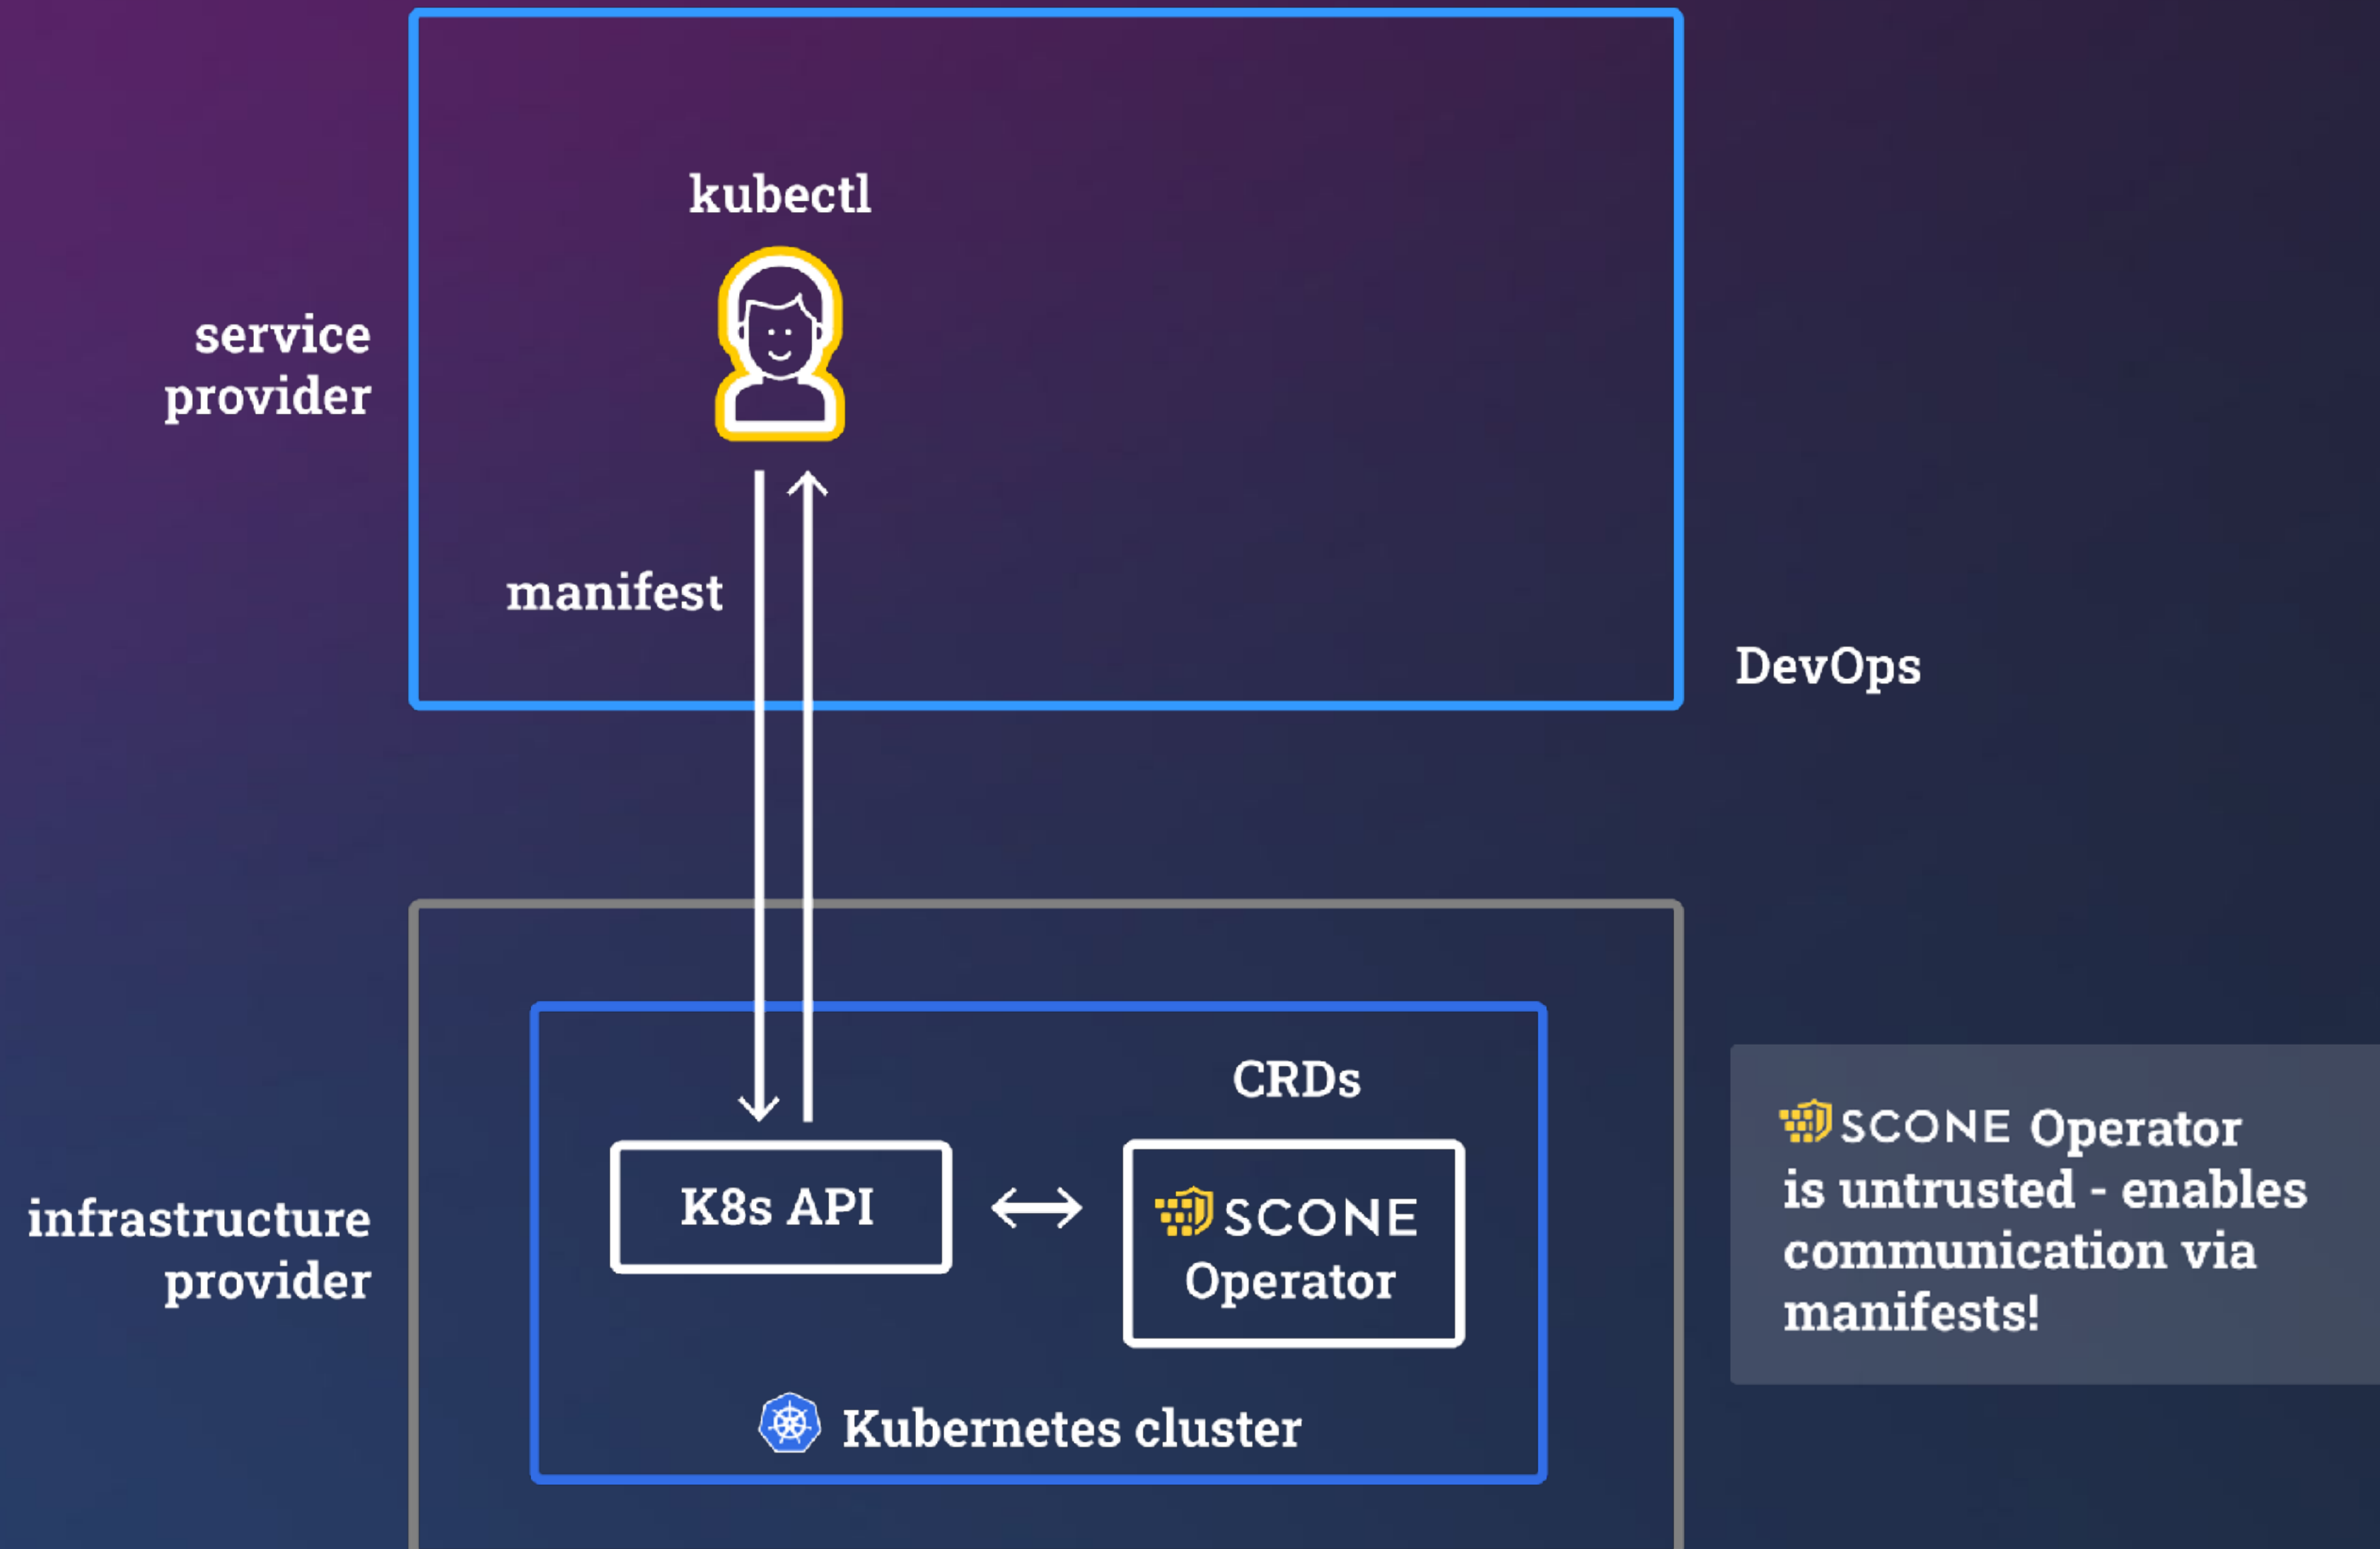 kubectl
service
provider
manifest
DevOps
CRDs
K8s API
SCONE
Operator
infrastructure
provider
Kubernetes cluster
SCONE Operator
is untrusted - enables
communication via
manifests!